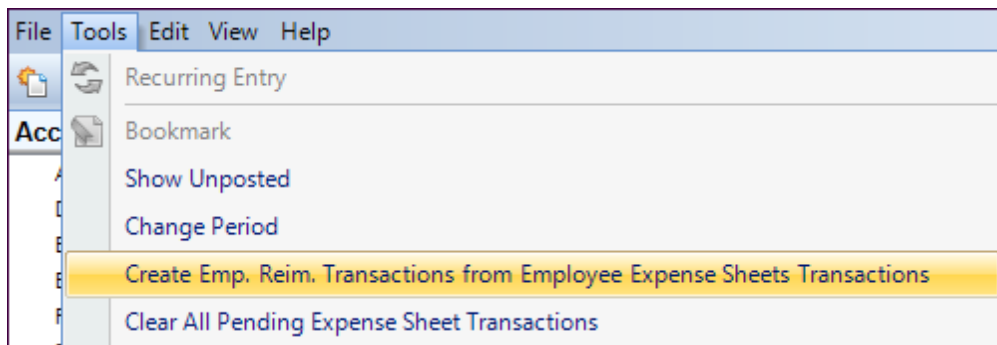 File Tools Edit View Help
Recurring Entry
Acc
Bookmark
Show Unposted
Change Period
Create Emp. Reim. Transactions from Employee Expense Sheets Transactions
Clear All Pending Expense Sheet Transactions